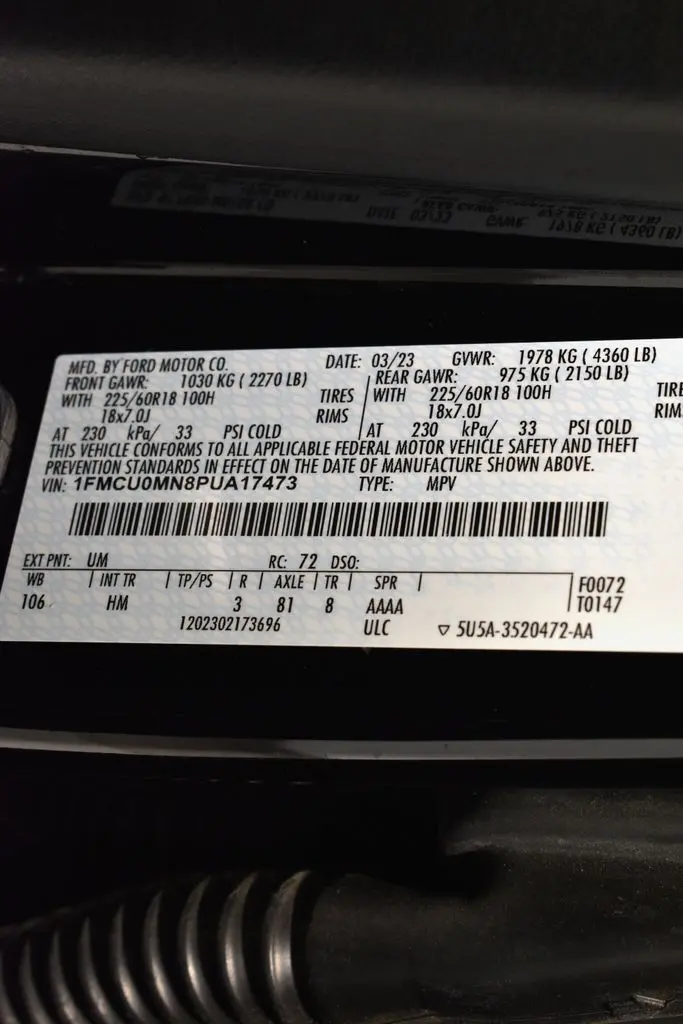 MFD. BY FORD MOTOR CO. DATE: 03/23 GVWR: 1978 KG ( 4360 LB)
FRONT GAWR: 1030 KG ( 2270 LB) REAR GAWR: 975 KG ( 2150 LB)
WITH 225/60R18 100H TIRES WITH 225/60R18 100H TIRE
18x7.0J RIMS 18x7.0J RIM
AT 230 kPa/ 33 PSI COLD AT 230 kPa/ 33 PSI COLD
THIS VEHICLE CONFORMS TO ALL APPLICABLE FEDERAL MOTOR VEHICLE SAFETY AND THEFT
PREVENTION STANDARDS IN EFFECT ON THE DATE OF MANUFACTURE SHOWN ABOVE.
VIN: 1FMCU0MN8PUA17473 TYPE: MPV
EXT PNT: UM RC: 72 DSO:
WB INT TR TP/PS R AXLE TR SPR F0072
106 HM 3 81 8 AAAA T0147
1202302173696 ULC ▽ 5U5A-3520472-AA